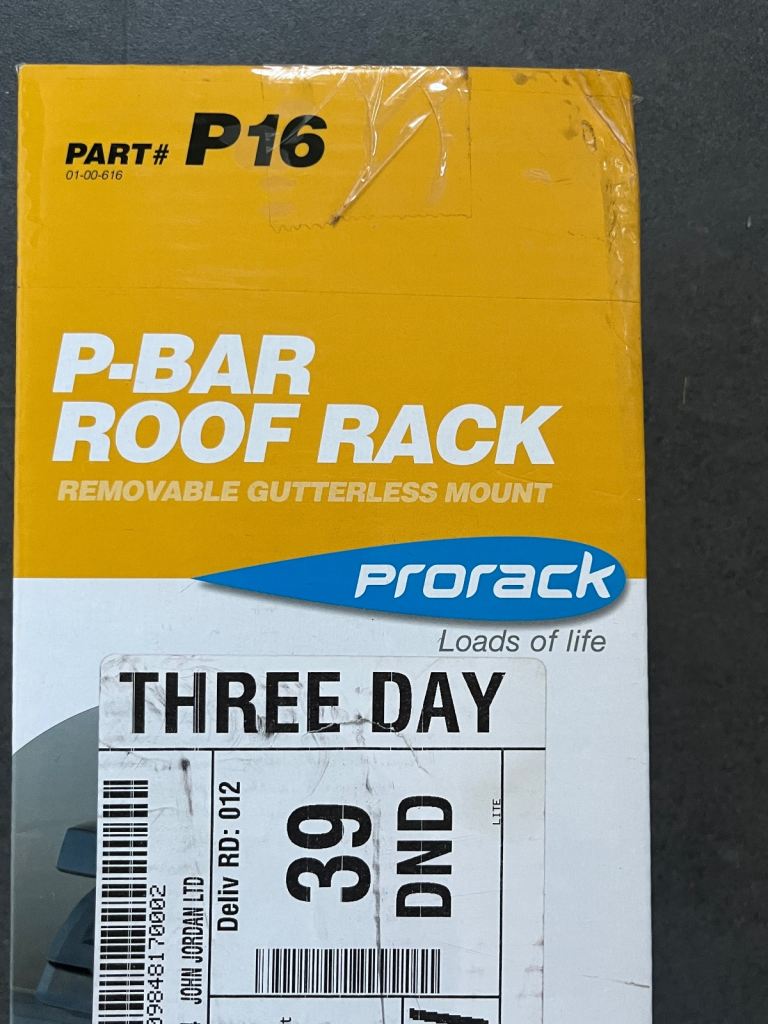 PART# P16
01-00-616
P-BAR
ROOF RACK
REMOVABLE GUTTERLESS MOUNT
prorack
Loads of life
THREE DAY
Deliv RD: 012
39
DND
LITE
JOHN JORDAN LTD